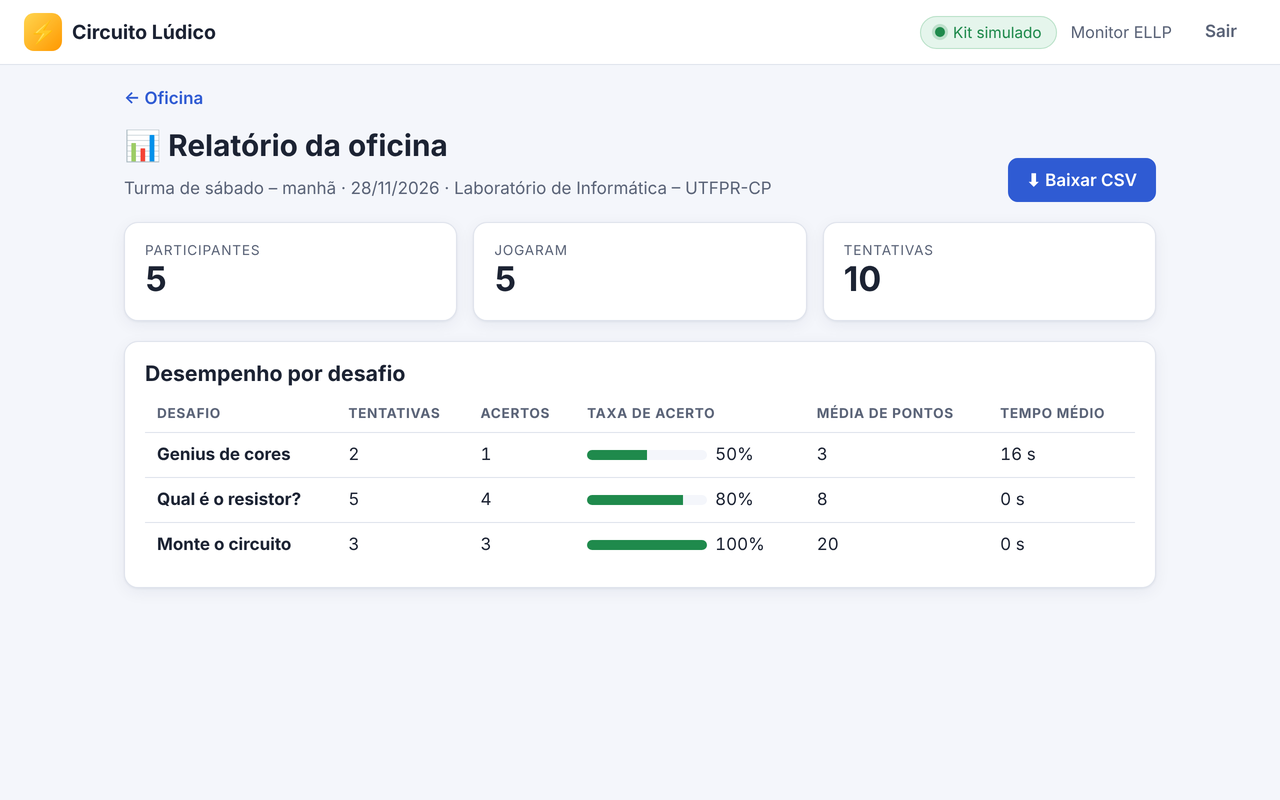 Circuito Lúdico
Kit simulado Monitor ELLP Sair
← Oficina
Relatório da oficina
Turma de sábado – manhã · 28/11/2026 · Laboratório de Informática – UTFPR-CP
⬇ Baixar CSV
PARTICIPANTES
5
JOGARAM
5
TENTATIVAS
10
Desempenho por desafio
DESAFIO TENTATIVAS ACERTOS TAXA DE ACERTO MÉDIA DE PONTOS TEMPO MÉDIO
Genius de cores 2 1 50% 3 16 s
Qual é o resistor? 5 4 80% 8 0 s
Monte o circuito 3 3 100% 20 0 s